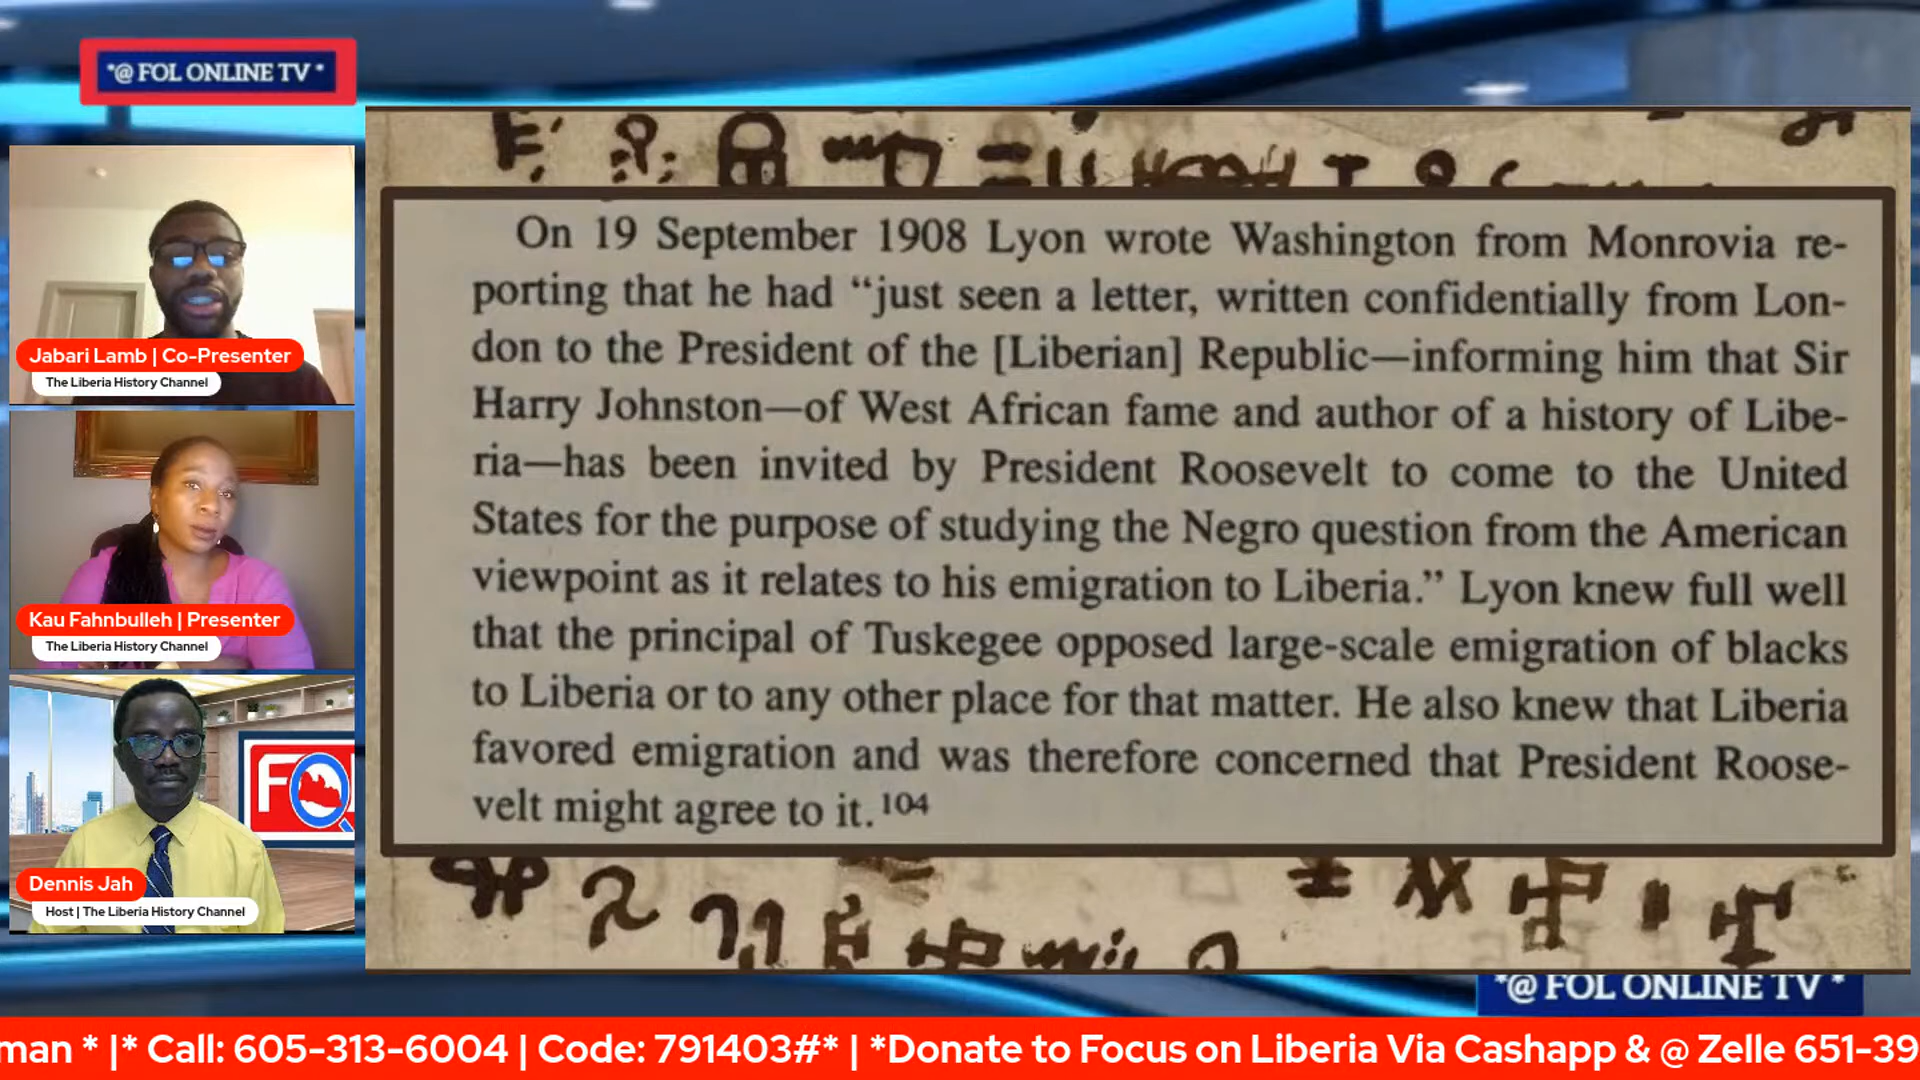 *@ FOL ONLINE TV *
Jabari Lamb | Co-Presenter
The Liberia History Channel
Kau Fahnbulleh | Presenter
The Liberia History Channel
Dennis Jah
Host | The Liberia History Channel
On 19 September 1908 Lyon wrote Washington from Monrovia re-
porting that he had “just seen a letter, written confidentially from Lon-
don to the President of the [Liberian] Republic—informing him that Sir
Harry Johnston—of West African fame and author of a history of Libe-
ria—has been invited by President Roosevelt to come to the United
States for the purpose of studying the Negro question from the American
viewpoint as it relates to his emigration to Liberia.” Lyon knew full well
that the principal of Tuskegee opposed large-scale emigration of blacks
to Liberia or to any other place for that matter. He also knew that Liberia
favored emigration and was therefore concerned that President Roose-
velt might agree to it.104
*@ FOL ONLINE TV *
man * |* Call: 605-313-6004 | Code: 791403#* | *Donate to Focus on Liberia Via Cashapp & @ Zelle 651-39